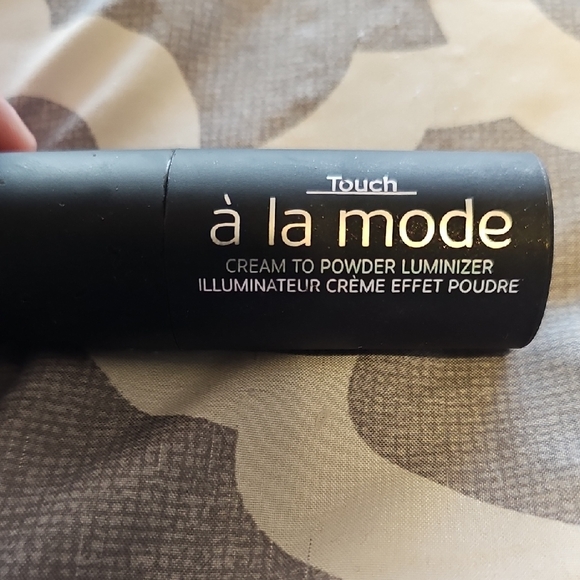 Touch
à la mode
CREAM TO POWDER LUMINIZER
ILLUMINATEUR CRÈME EFFET POUDRE